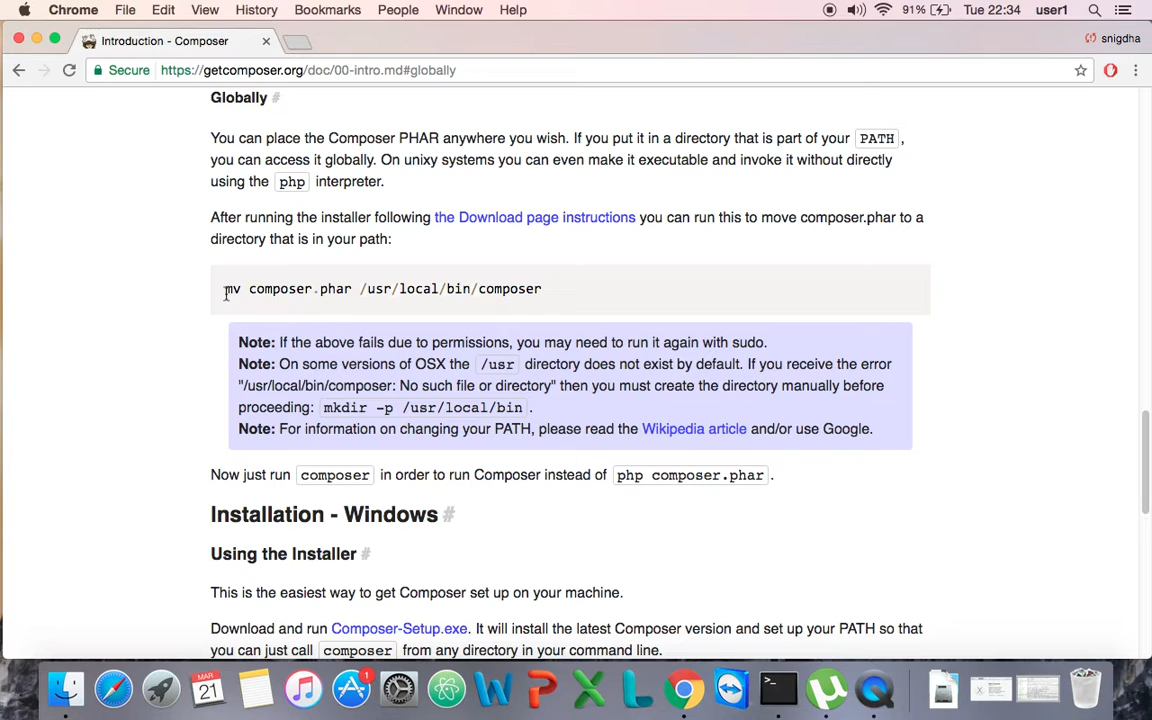 Chrome File Edit View History Bookmarks People Window Help 91% Tue 22:34 user1
Introduction - Composer snigdha
Secure https://getcomposer.org/doc/00-intro.md#globally
Globally #
You can place the Composer PHAR anywhere you wish. If you put it in a directory that is part of your PATH,
you can access it globally. On unixy systems you can even make it executable and invoke it without directly
using the php interpreter.
After running the installer following the Download page instructions you can run this to move composer.phar to a
directory that is in your path:
mv composer.phar /usr/local/bin/composer
Note: If the above fails due to permissions, you may need to run it again with sudo.
Note: On some versions of OSX the /usr directory does not exist by default. If you receive the error
"/usr/local/bin/composer: No such file or directory" then you must create the directory manually before
proceeding: mkdir -p /usr/local/bin.
Note: For information on changing your PATH, please read the Wikipedia article and/or use Google.
Now just run composer in order to run Composer instead of php composer.phar.
Installation - Windows #
Using the Installer #
This is the easiest way to get Composer set up on your machine.
Download and run Composer-Setup.exe. It will install the latest Composer version and set up your PATH so that
you can just call composer from any directory in your command line.
MAR
21
1